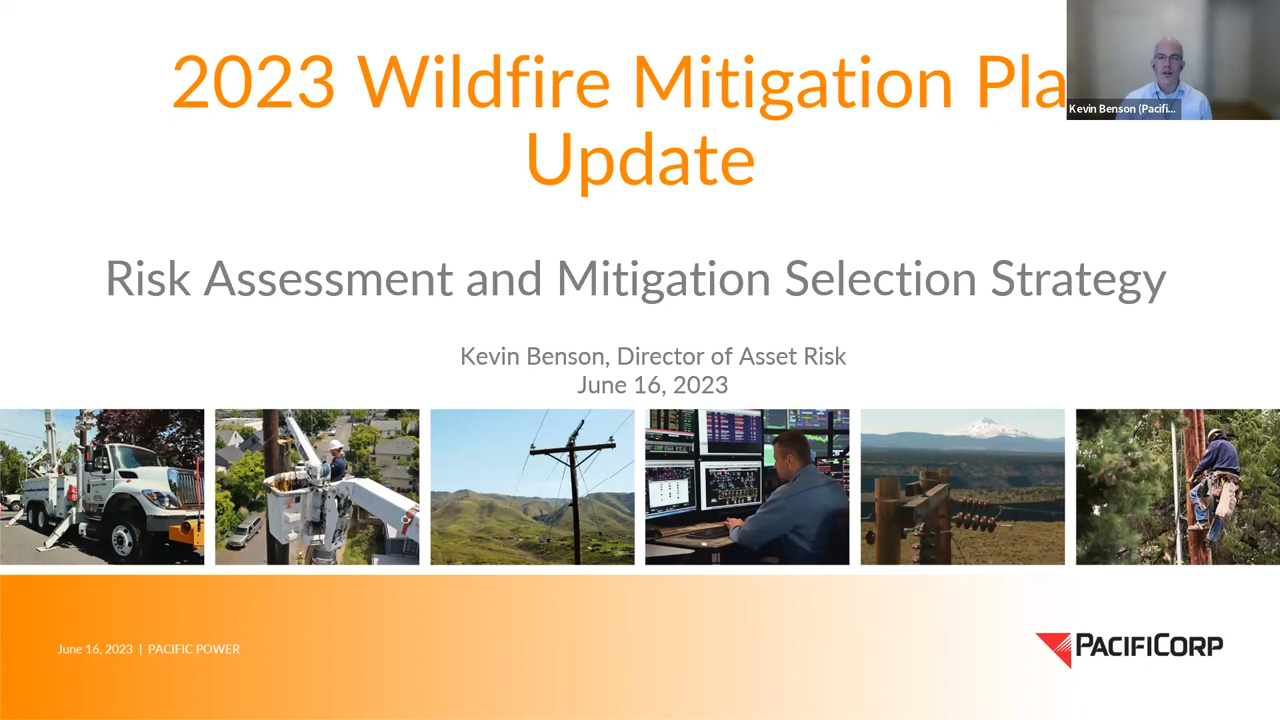 2023 Wildfire Mitigation Pla
Update
Kevin Benson (Pacifi...
Risk Assessment and Mitigation Selection Strategy
Kevin Benson, Director of Asset Risk
June 16, 2023
June 16, 2023 | PACIFIC POWER
PACIFICORP